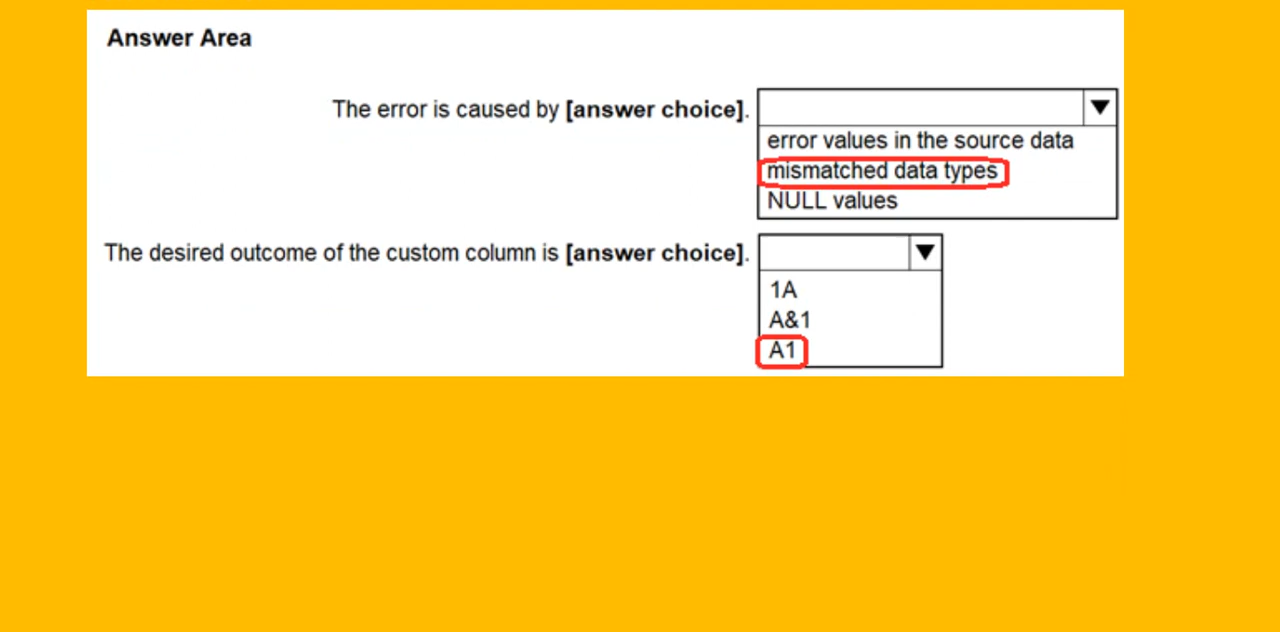 Answer Area
The error is caused by [answer choice].
error values in the source data
mismatched data types
NULL values
The desired outcome of the custom column is [answer choice].
1A
A&1
A1